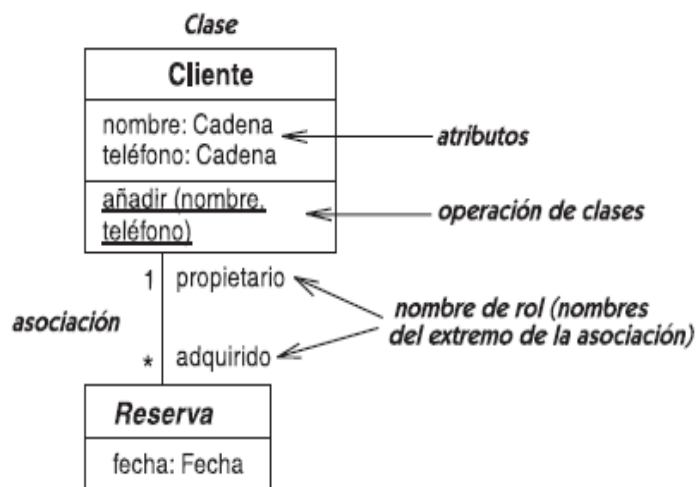 Clase
Cliente
nombre: Cadena
teléfono: Cadena
atributos
añadir (nombre,
teléfono)
operación de clases
1 propietario
asociación
nombre de rol (nombres
del extremo de la asociación)
* adquirido
Reserva
fecha: Fecha